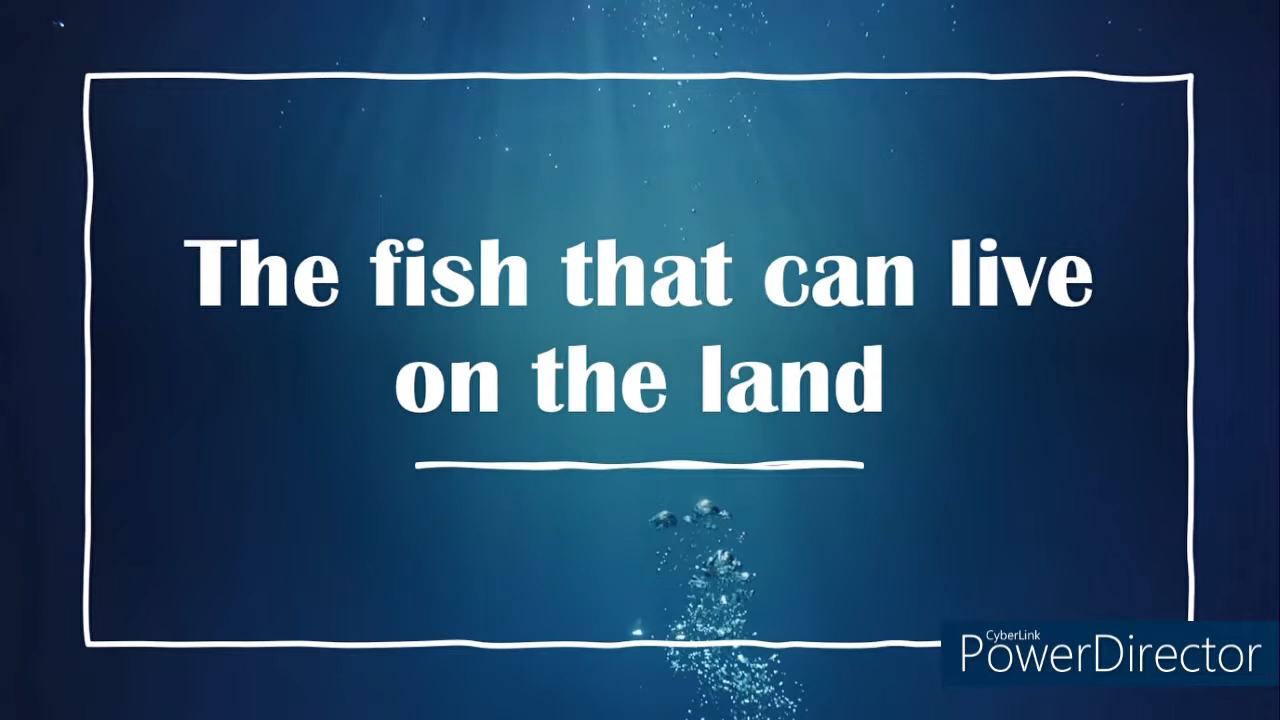 The fish that can live
on the land
CyberLink
PowerDirector